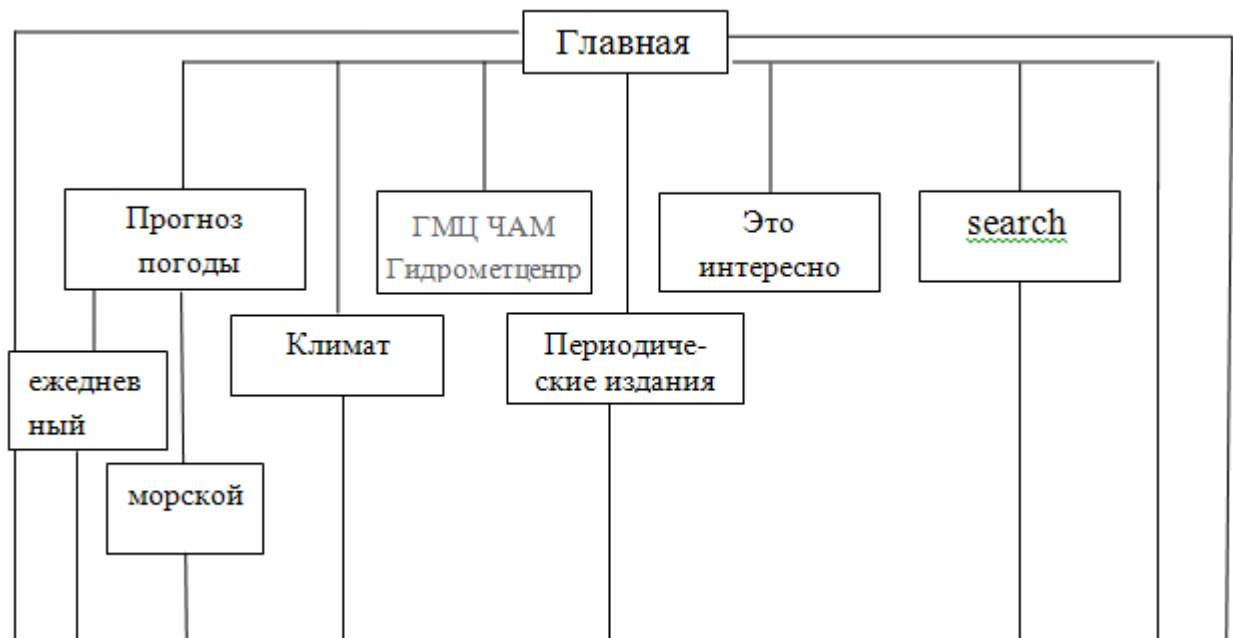 Главная
Прогноз
погоды
ГМЦ ЧАМ
Гидрометцентр
Это
интересно
search
Климат
Периодиче-
ские издания
ежеднев
ный
морской